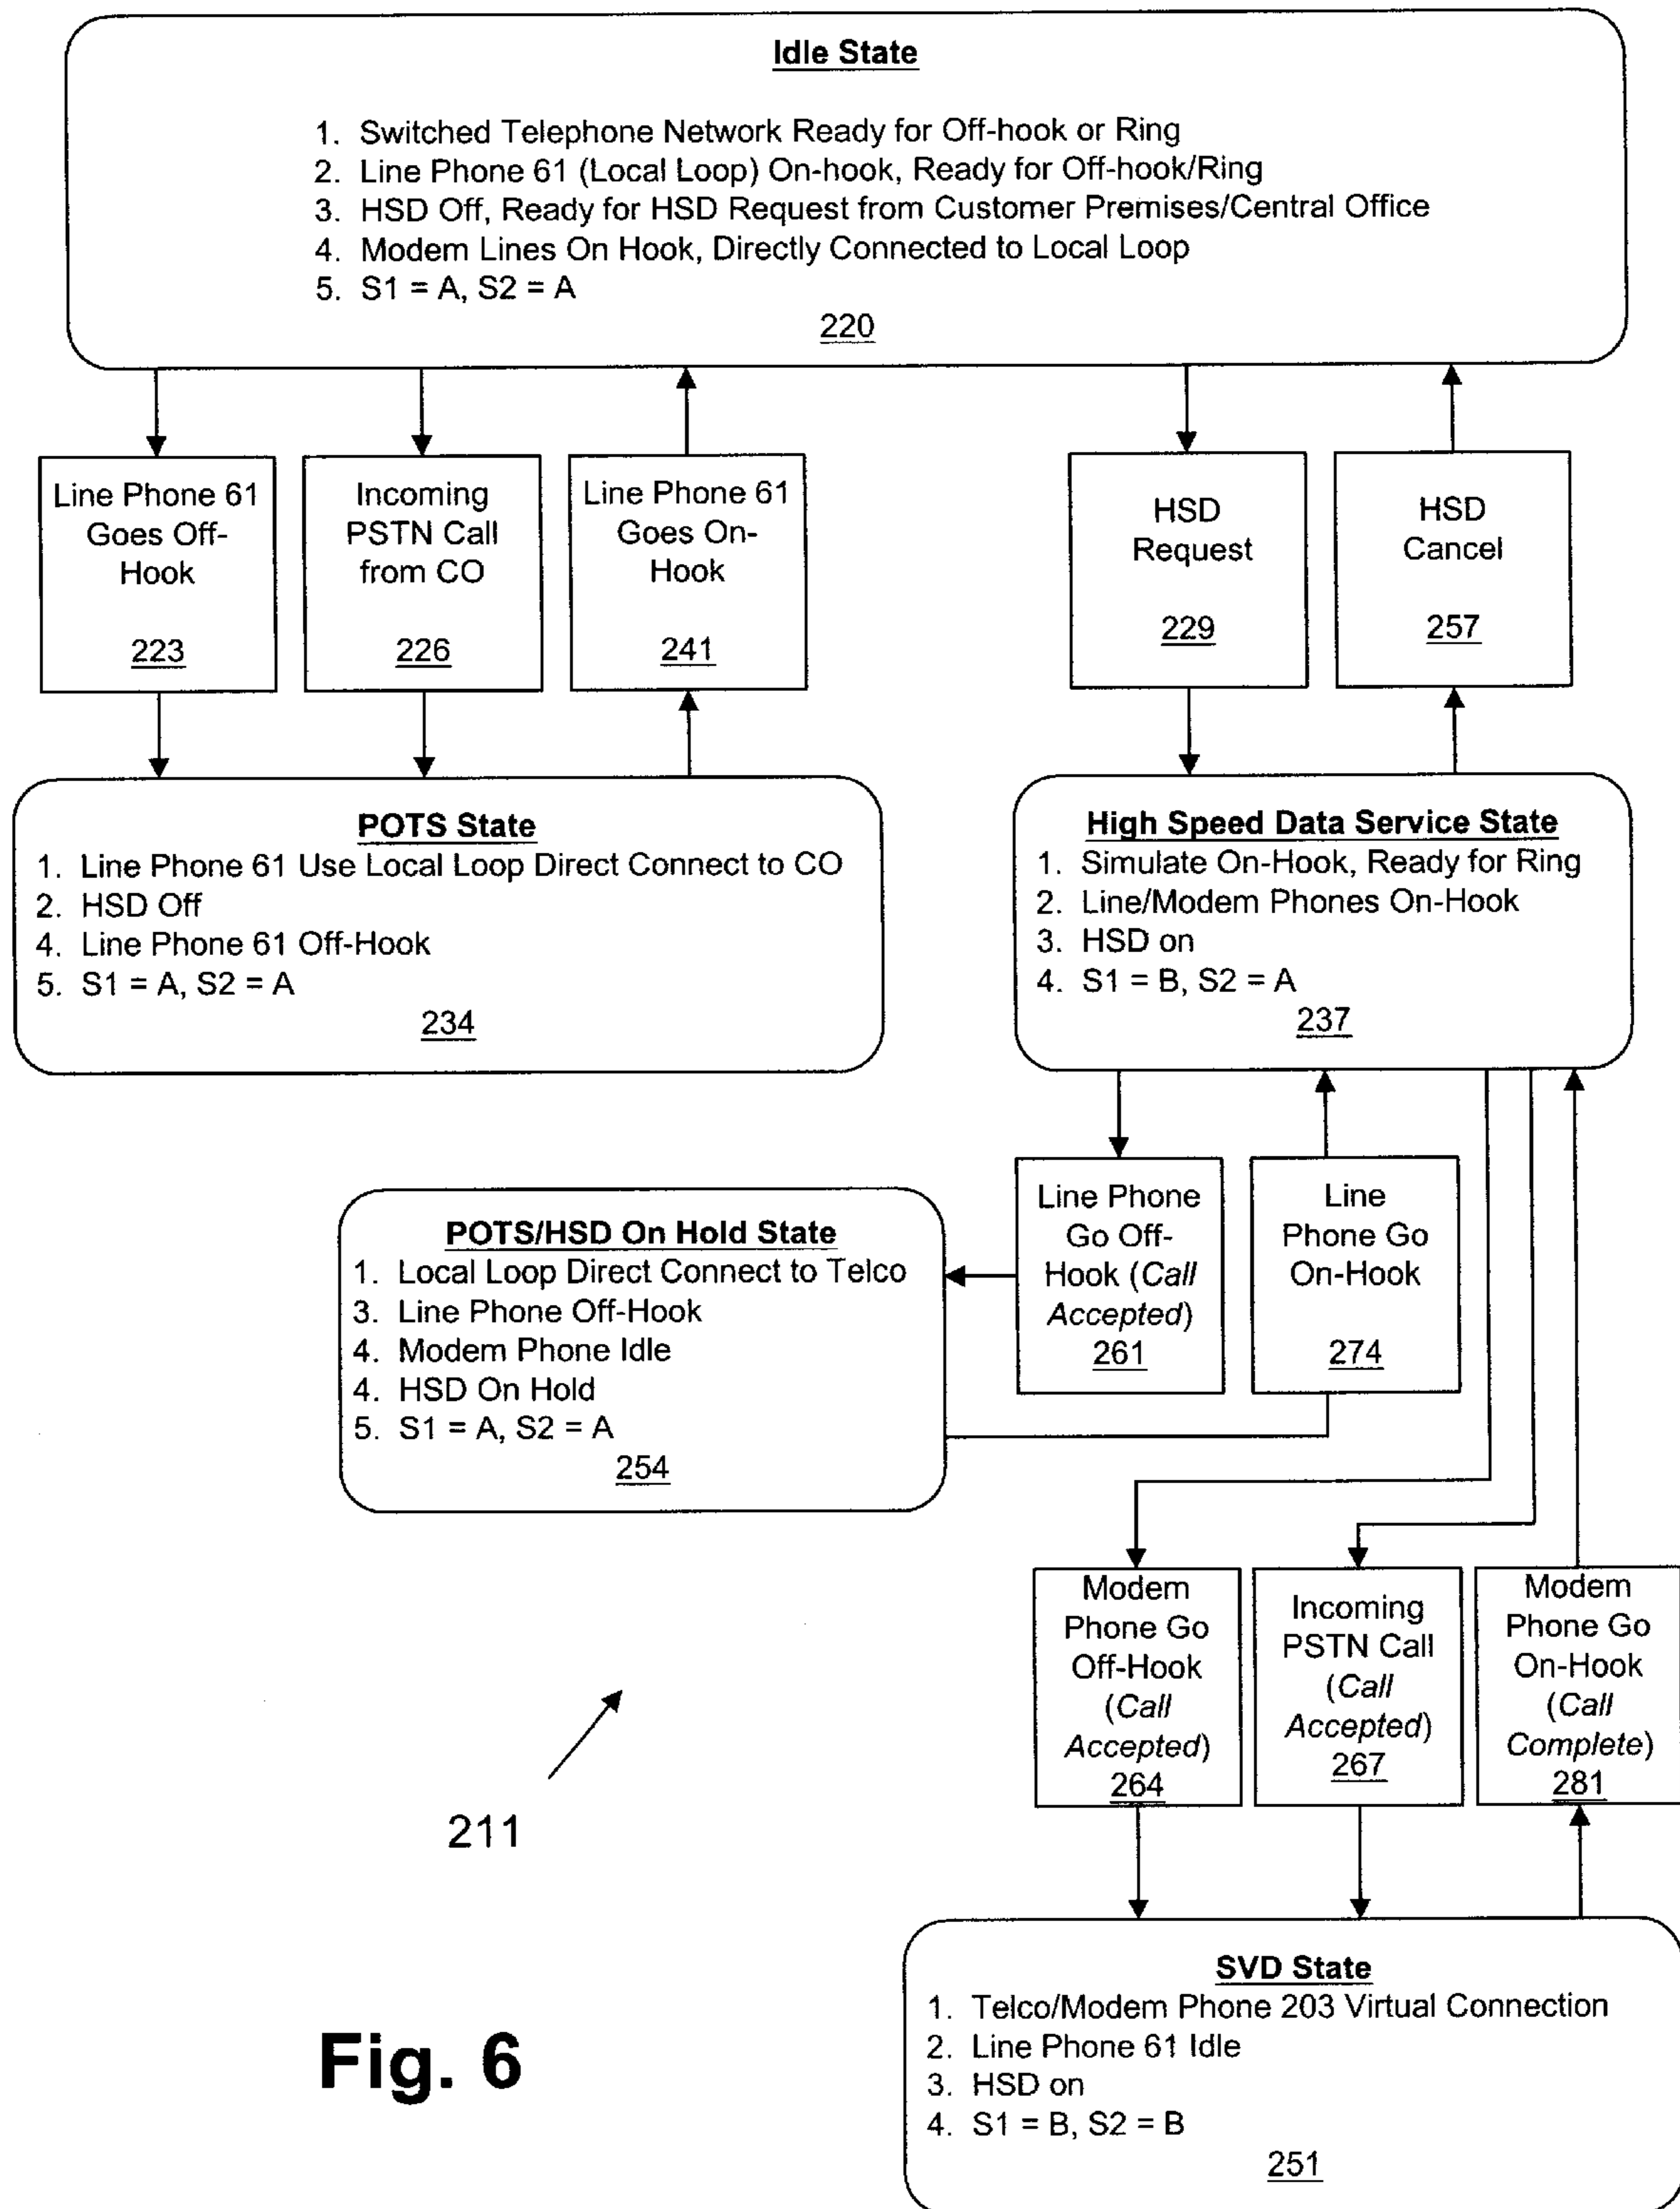 Idle State
1. Switched Telephone Network Ready for Off-hook or Ring
2. Line Phone 61 (Local Loop) On-hook, Ready for Off-hook/Ring
3. HSD Off, Ready for HSD Request from Customer Premises/Central Office
4. Modem Lines On Hook, Directly Connected to Local Loop
5. S1 = A, S2 = A
220
Line Phone 61
Goes Off-
Hook
223
Incoming
PSTN Call
from CO
226
Line Phone 61
Goes On-
Hook
241
HSD
Request
229
HSD
Cancel
257
POTS State
1. Line Phone 61 Use Local Loop Direct Connect to CO
2. HSD Off
4. Line Phone 61 Off-Hook
5. S1 = A, S2 = A
234
High Speed Data Service State
1. Simulate On-Hook, Ready for Ring
2. Line/Modem Phones On-Hook
3. HSD on
4. S1 = B, S2 = A
237
POTS/HSD On Hold State
1. Local Loop Direct Connect to Telco
3. Line Phone Off-Hook
4. Modem Phone Idle
4. HSD On Hold
5. S1 = A, S2 = A
254
Line Phone
Go Off-
Hook (Call
Accepted)
261
Line
Phone Go
On-Hook
274
Modem
Phone Go
Off-Hook
(Call
Accepted)
264
Incoming
PSTN Call
(Call
Accepted)
267
Modem
Phone Go
On-Hook
(Call
Complete)
281
211
SVD State
1. Telco/Modem Phone 203 Virtual Connection
2. Line Phone 61 Idle
3. HSD on
4. S1 = B, S2 = B
251
Fig. 6